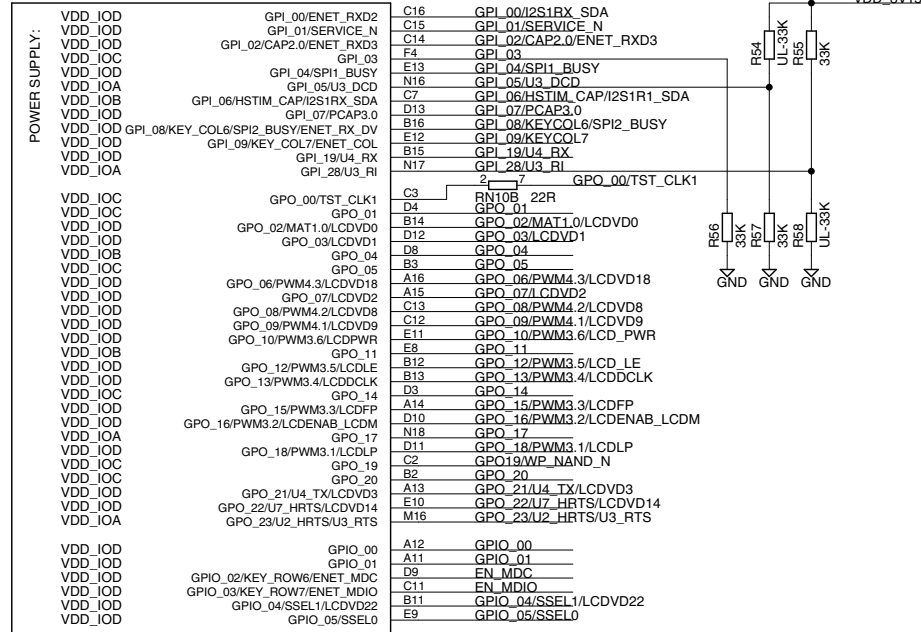 POWER SUPPLY:
VDD_IOD GPI_00/ENET_RXD2 C16 GPI_00/I2S1RX_SDA
VDD_IOD GPI_01/SERVICE_N C15 GPI_01/SERVICE_N
VDD_IOD GPI_02/CAP2.0/ENET_RXD3 C14 GPI_02/CAP2.0/ENET_RXD3
VDD_IOC GPI_03 F4 GPI_03
VDD_IOD GPI_04/SPI1_BUSY E13 GPI_04/SPI1_BUSY
VDD_IOA GPI_05/U3_DCD N16 GPI_05/U3_DCD
VDD_IOB GPI_06/HSTIM_CAP/I2S1RX_SDA C7 GPI_06/HSTIM_CAP/I2S1R1_SDA
VDD_IOD GPI_07/PCAP3.0 D13 GPI_07/PCAP3.0
VDD_IOD GPI_08/KEY_COL6/SPI2_BUSY/ENET_RX_DV B16 GPI_08/KEYCOL6/SPI2_BUSY
VDD_IOD GPI_09/KEY_COL7/ENET_COL E12 GPI_09/KEYCOL7
VDD_IOD GPI_19/U4_RX B15 GPI_19/U4_RX
VDD_IOA GPI_28/U3_RI N17 GPI_28/U3_RI
R54 UL-33K
R55 33K
2 7 GPO_00/TST_CLK1
RN10B 22R
VDD_IOC GPO_00/TST_CLK1 C3
VDD_IOC GPO_01 D4 GPO_01
VDD_IOD GPO_02/MAT1.0/LCDVD0 B14 GPO_02/MAT1.0/LCDVD0
VDD_IOD GPO_03/LCDVD1 D12 GPO_03/LCDVD1
VDD_IOB GPO_04 D8 GPO_04
VDD_IOC GPO_05 B3 GPO_05
VDD_IOD GPO_06/PWM4.3/LCDVD18 A16 GPO_06/PWM4.3/LCDVD18
VDD_IOD GPO_07/LCDVD2 A15 GPO_07/LCDVD2
VDD_IOD GPO_08/PWM4.2/LCDVD8 C13 GPO_08/PWM4.2/LCDVD8
VDD_IOD GPO_09/PWM4.1/LCDVD9 C12 GPO_09/PWM4.1/LCDVD9
VDD_IOD GPO_10/PWM3.6/LCDPWR E11 GPO_10/PWM3.6/LCD_PWR
VDD_IOB GPO_11 E8 GPO_11
VDD_IOD GPO_12/PWM3.5/LCDLE B12 GPO_12/PWM3.5/LCD_LE
VDD_IOD GPO_13/PWM3.4/LCDDCLK B13 GPO_13/PWM3.4/LCDDCLK
VDD_IOC GPO_14 D3 GPO_14
VDD_IOD GPO_15/PWM3.3/LCDFP A14 GPO_15/PWM3.3/LCDFP
VDD_IOD GPO_16/PWM3.2/LCDENAB_LCDM D10 GPO_16/PWM3.2/LCDENAB_LCDM
VDD_IOA GPO_17 N18 GPO_17
VDD_IOD GPO_18/PWM3.1/LCDLP D11 GPO_18/PWM3.1/LCDLP
VDD_IOC GPO_19 C2 GPO19/WP_NAND_N
VDD_IOC GPO_20 B2 GPO_20
VDD_IOD GPO_21/U4_TX/LCDVD3 A13 GPO_21/U4_TX/LCDVD3
VDD_IOD GPO_22/U7_HRTS/LCDVD14 E10 GPO_22/U7_HRTS/LCDVD14
VDD_IOA GPO_23/U2_HRTS/U3_RTS M16 GPO_23/U2_HRTS/U3_RTS
R56 33K
R57 33K
R58 UL-33K
GND GND GND
VDD_IOD GPIO_00 A12 GPIO_00
VDD_IOD GPIO_01 A11 GPIO_01
VDD_IOD GPIO_02/KEY_ROW6/ENET_MDC D9 EN_MDC
VDD_IOD GPIO_03/KEY_ROW7/ENET_MDIO C11 EN_MDIO
VDD_IOD GPIO_04/SSEL1/LCDVD22 B11 GPIO_04/SSEL1/LCDVD22
VDD_IOD GPIO_05/SSEL0 E9 GPIO_05/SSEL0